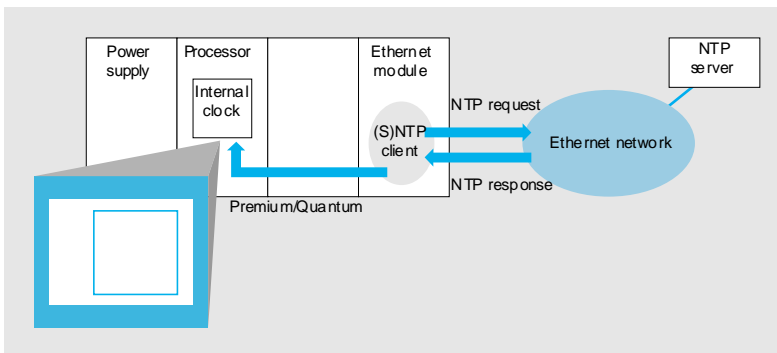 Power
supply
Processor
Ethernet
module
NTP
server
Internal
clock
NTP request
(S)NTP
client
Ethernet network
NTP response
Premium/Quantum